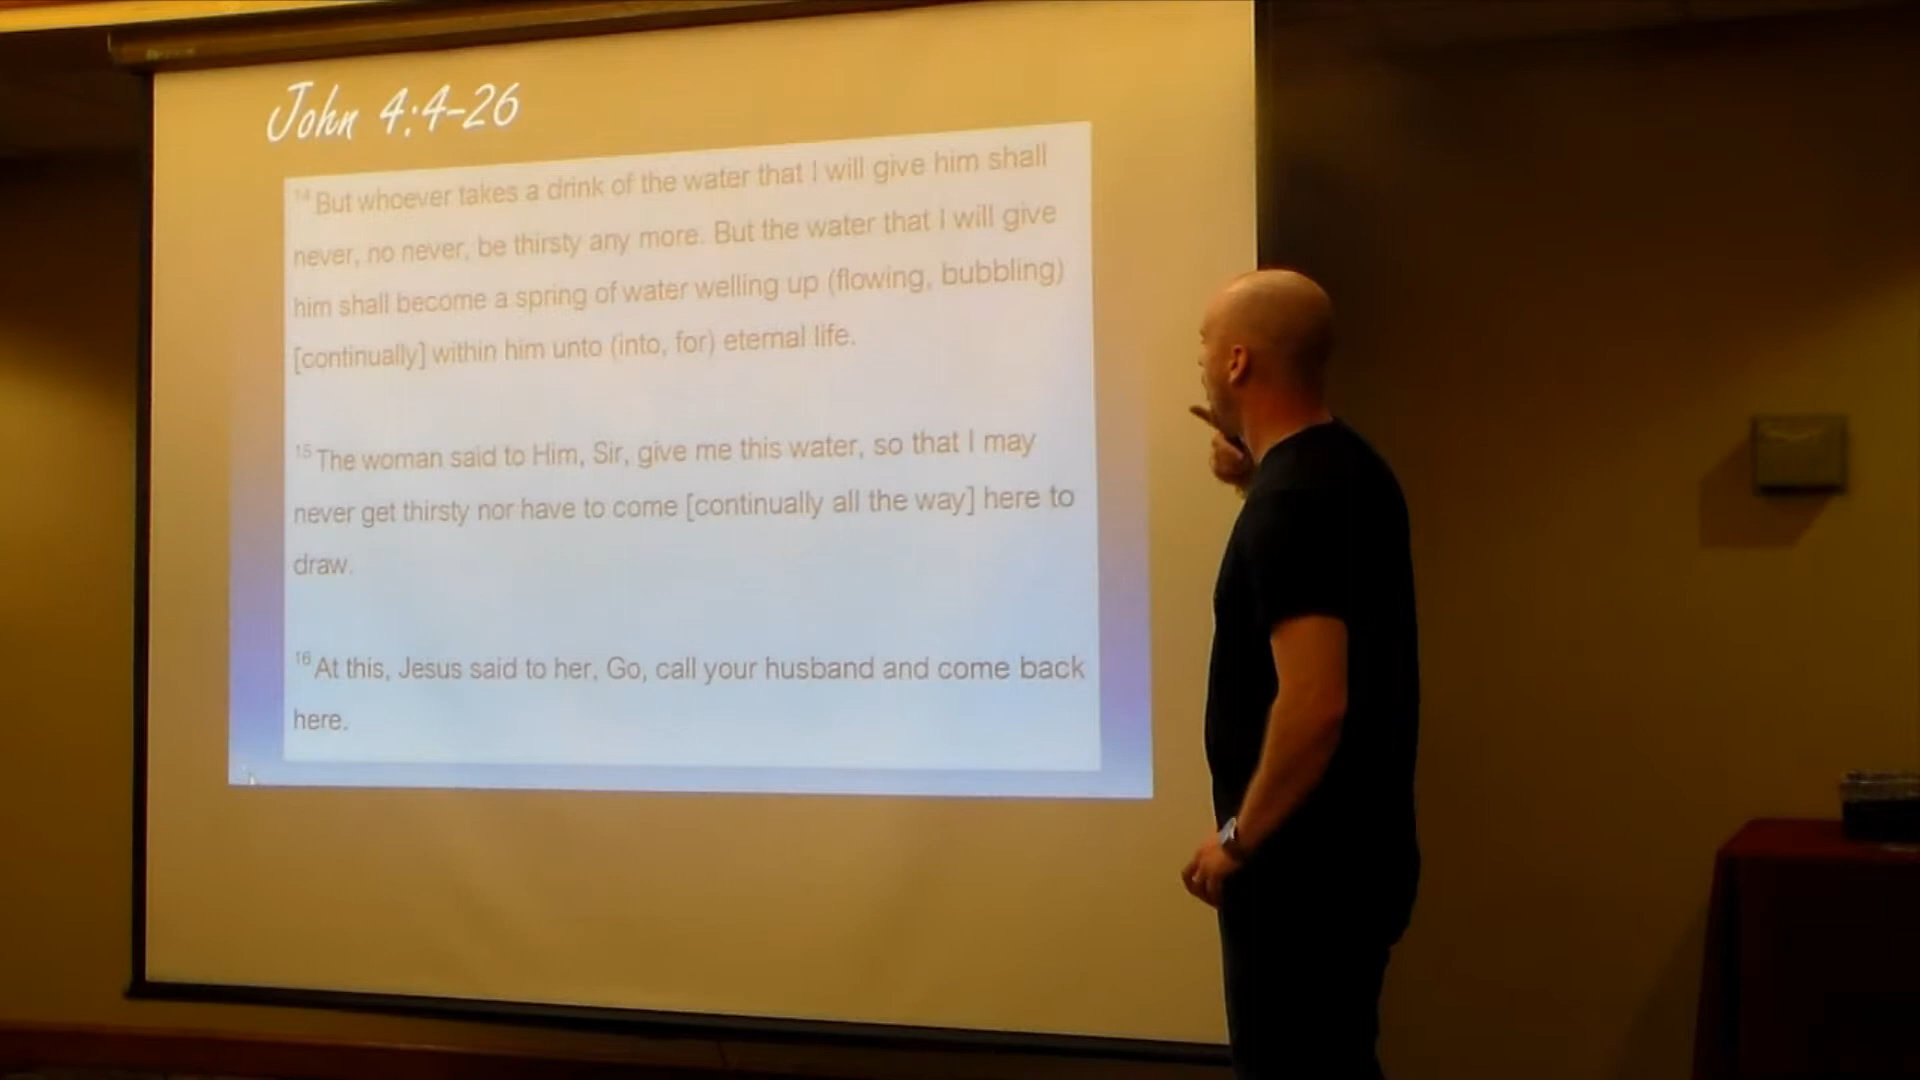 John 4:4-26
14 But whoever takes a drink of the water that I will give him shall
never, no never, be thirsty any more. But the water that I will give
him shall become a spring of water welling up (flowing, bubbling)
[continually] within him unto (into, for) eternal life.
15 The woman said to Him, Sir, give me this water, so that I may
never get thirsty nor have to come [continually all the way] here to
draw.
16 At this, Jesus said to her, Go, call your husband and come back
here.